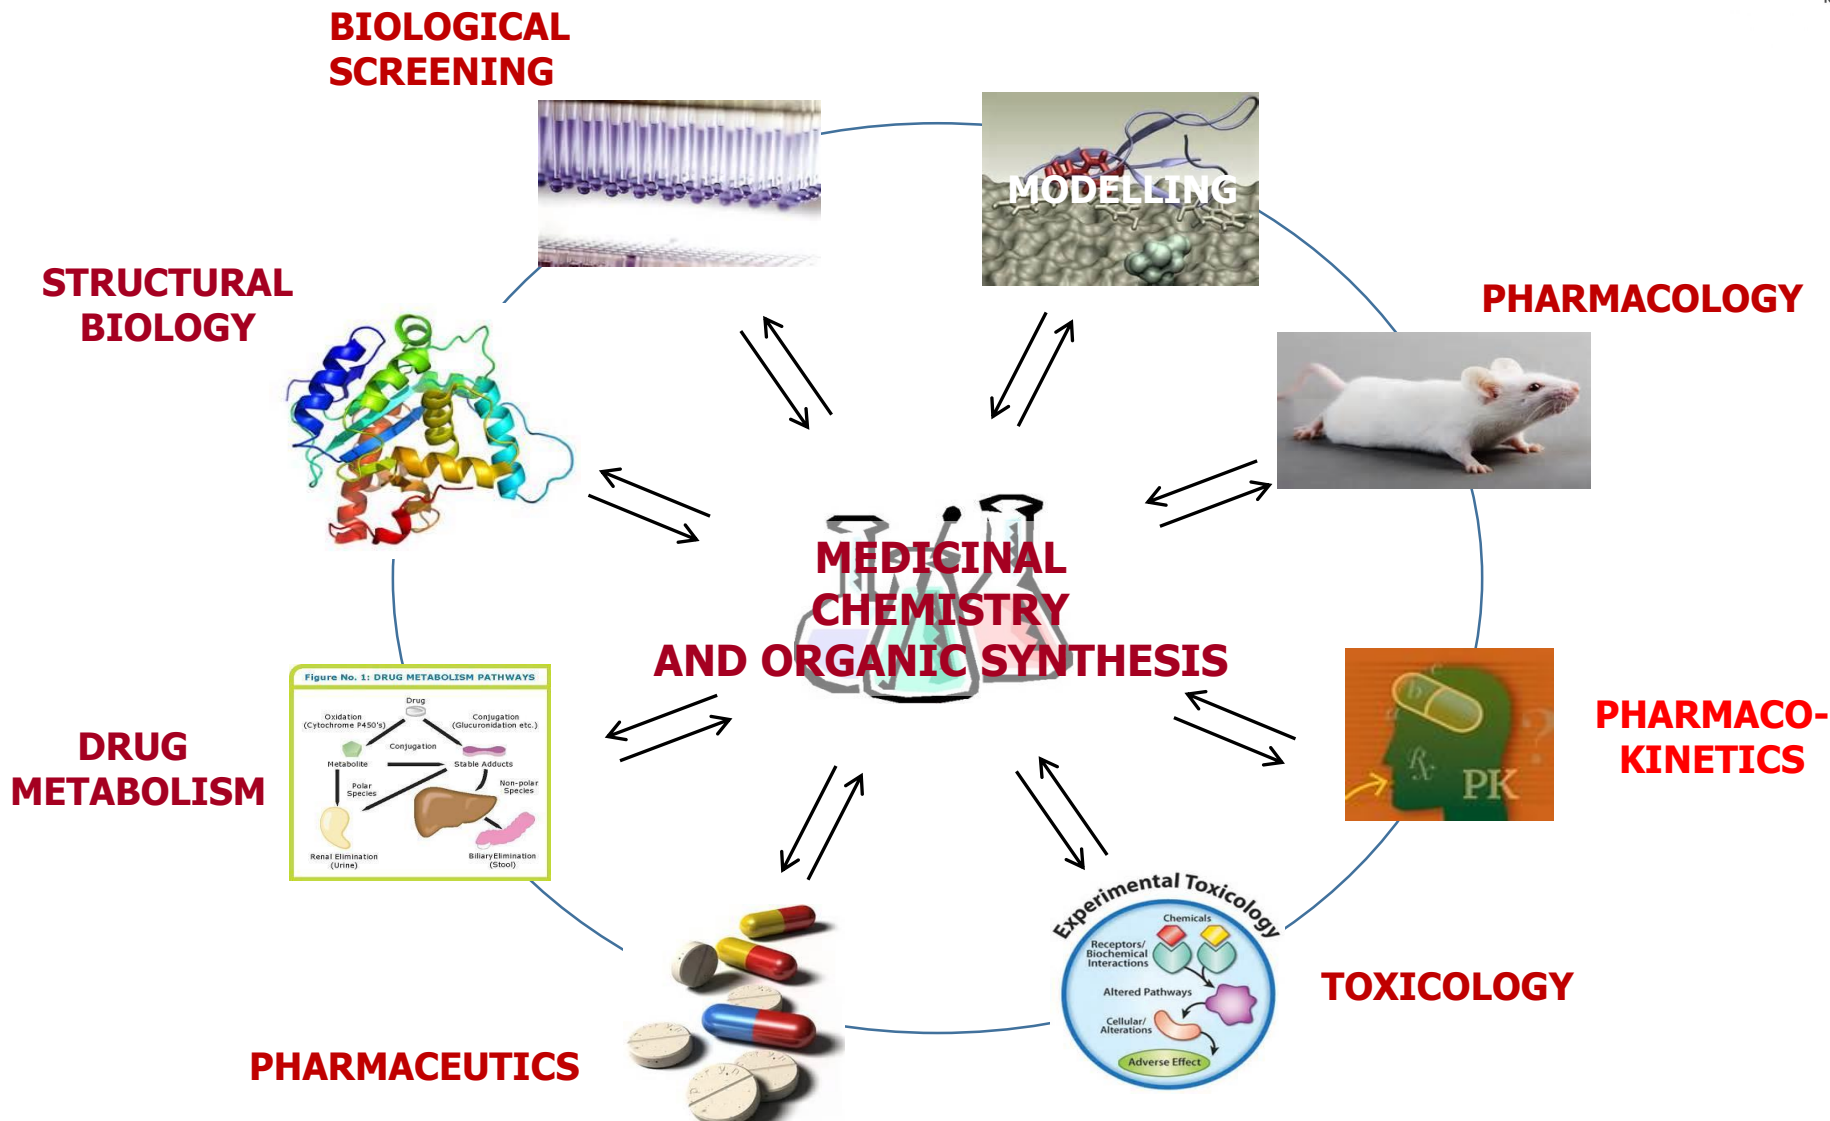 BIOLOGICAL
SCREENING
MODELLING
STRUCTURAL
BIOLOGY
PHARMACOLOGY
MEDICINAL
CHEMISTRY
AND ORGANIC SYNTHESIS
Figure No. 1: DRUG METABOLISM PATHWAYS
Drug
Oxidation
(Cytochrome P450's)
Conjugation
(Glucuronidation etc.)
Conjugation
Metabolite
Stable Adducts
Polar
Species
Non-polar
Species
Renal Elimination
(Urine)
Biliary Elimination
(Stool)
DRUG
METABOLISM
a b c
Rx
PK
?
PHARMACO-
KINETICS
Experimental Toxicology
Chemicals
Receptors/
Biochemical
Interactions
Altered Pathways
Cellular/
Alterations
Adverse Effect
TOXICOLOGY
PHARMACEUTICS